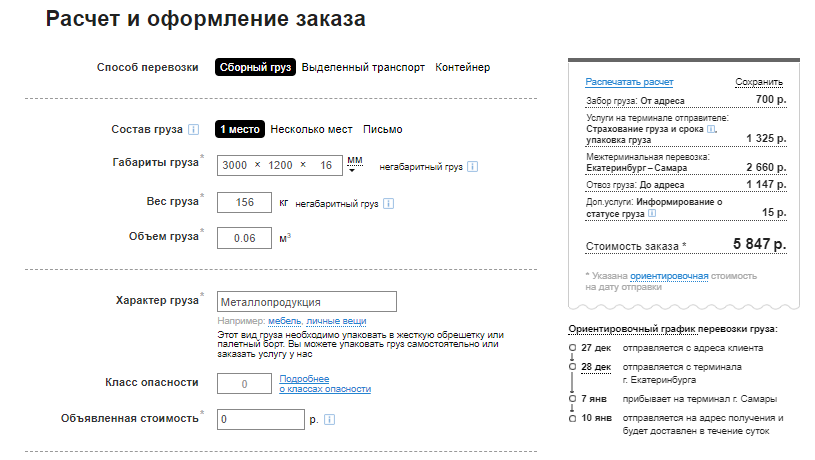 Расчет и оформление заказа
Способ перевозки Сборный груз Выделенный транспорт Контейнер
Состав груза 1 место Несколько мест Письмо
Габариты груза* 3000 × 1200 × 16 мм негабаритный груз
Вес груза* 156 кг негабаритный груз
Объем груза* 0.06 м³
Характер груза* Металлопродукция
Например: мебель, личные вещи
Этот вид груза необходимо упаковать в жесткую обрешетку или
палетный борт. Вы можете упаковать груз самостоятельно или
заказать услугу у нас
Класс опасности 0 Подробнее
о классах опасности
Объявленная стоимость* 0 р.
Распечатать расчет Сохранить
Забор груза: От адреса 700 р.
Услуги на терминале отправителе:
Страхование груза и срока,
упаковка груза 1 325 р.
Межтерминальная перевозка:
Екатеринбург – Самара 2 660 р.
Отвоз груза: До адреса 1 147 р.
Доп.услуги: Информирование о
статусе груза 15 р.
Стоимость заказа * 5 847 р.
* Указана ориентировочная стоимость
на дату отправки
Ориентировочный график перевозки груза:
27 дек отправляется с адреса клиента
28 дек отправляется с терминала
г. Екатеринбурга
7 янв прибывает на терминал г. Самары
10 янв отправляется на адрес получения и
будет доставлен в течение суток